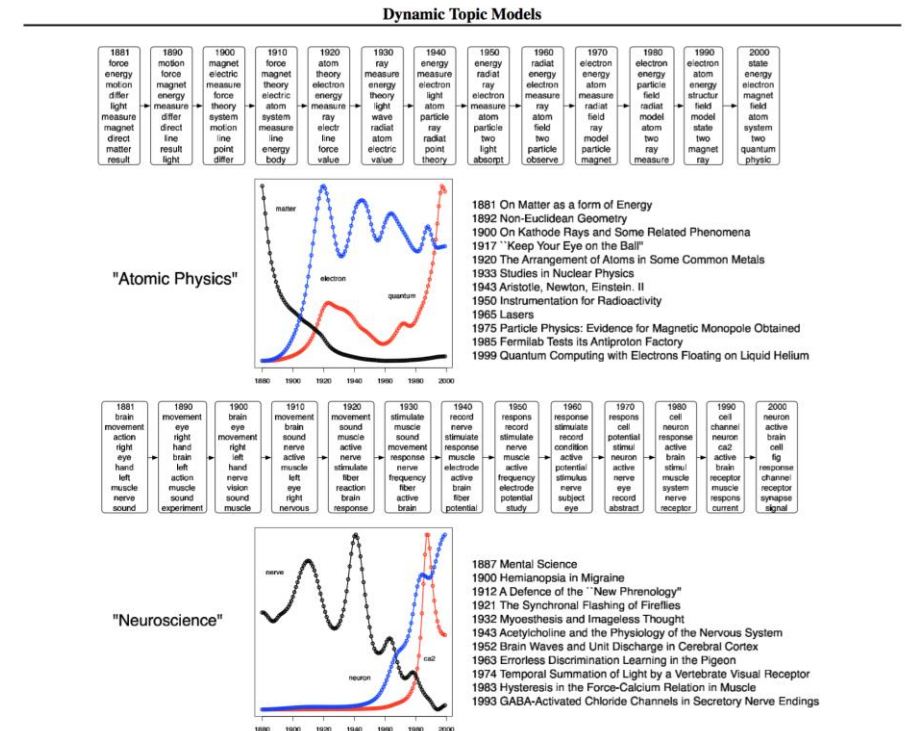 Dynamic Topic Models
1881
force
energy
motion
differ
light
measure
magnet
direct
matter
result
1890
motion
force
magnet
energy
measure
differ
direct
line
result
light
1900
magnet
electric
measure
force
theory
system
motion
line
point
differ
1910
force
magnet
theory
electric
atom
system
measure
line
energy
body
1920
atom
theory
electron
energy
measure
ray
electr
line
force
value
1930
ray
measure
energy
theory
light
wave
radiat
atom
electric
value
1940
energy
measure
electron
light
atom
particle
ray
radiat
point
theory
1950
energy
radiat
ray
electron
measure
atom
particle
two
light
absorpt
1960
radiat
energy
electron
measure
ray
atom
field
two
particle
observe
1970
electron
energy
atom
measur
radiat
field
ray
model
particle
magnet
1980
electron
energy
particle
field
radiat
model
atom
two
ray
measure
1990
electron
atom
energy
structur
field
model
state
two
magnet
ray
2000
state
energy
electron
magnet
field
atom
system
two
quantum
physic
"Atomic Physics"
matter
electron
quantum
1880 1900 1920 1940 1960 1980 2000
1881 On Matter as a form of Energy
1892 Non-Euclidean Geometry
1900 On Kathode Rays and Some Related Phenomena
1917 ``Keep Your Eye on the Ball"
1920 The Arrangement of Atoms in Some Common Metals
1933 Studies in Nuclear Physics
1943 Aristotle, Newton, Einstein. II
1950 Instrumentation for Radioactivity
1965 Lasers
1975 Particle Physics: Evidence for Magnetic Monopole Obtained
1985 Fermilab Tests its Antiproton Factory
1999 Quantum Computing with Electrons Floating on Liquid Helium
1881
brain
movement
action
right
eye
hand
left
muscle
nerve
sound
1890
movement
eye
right
hand
brain
left
action
muscle
sound
experiment
1900
brain
eye
movement
right
left
hand
nerve
vision
sound
muscle
1910
movement
brain
sound
nerve
active
muscle
left
eye
right
nervous
1920
movement
sound
muscle
active
nerve
stimulate
fiber
reaction
brain
response
1930
stimulate
muscle
sound
movement
response
nerve
frequency
fiber
active
brain
1940
record
nerve
stimulate
response
muscle
electrode
active
brain
fiber
potential
1950
respons
record
stimulate
nerve
muscle
active
frequency
electrode
potential
study
1960
response
stimulate
record
condition
active
potential
stimulus
nerve
subject
eye
1970
respons
cell
potential
stimul
neuron
active
nerve
eye
record
abstract
1980
cell
neuron
response
active
brain
stimul
muscle
system
nerve
receptor
1990
cell
channel
neuron
ca2
active
brain
receptor
muscle
respons
current
2000
neuron
active
brain
cell
fig
response
channel
receptor
synapse
signal
"Neuroscience"
nerve
neuron
ca2
1880 1900 1920 1940 1960 1980 2000
1887 Mental Science
1900 Hemianopsia in Migraine
1912 A Defence of the ``New Phrenology"
1921 The Synchronal Flashing of Fireflies
1932 Myoesthesis and Imageless Thought
1943 Acetylcholine and the Physiology of the Nervous System
1952 Brain Waves and Unit Discharge in Cerebral Cortex
1963 Errorless Discrimination Learning in the Pigeon
1974 Temporal Summation of Light by a Vertebrate Visual Receptor
1983 Hysteresis in the Force-Calcium Relation in Muscle
1993 GABA-Activated Chloride Channels in Secretory Nerve Endings